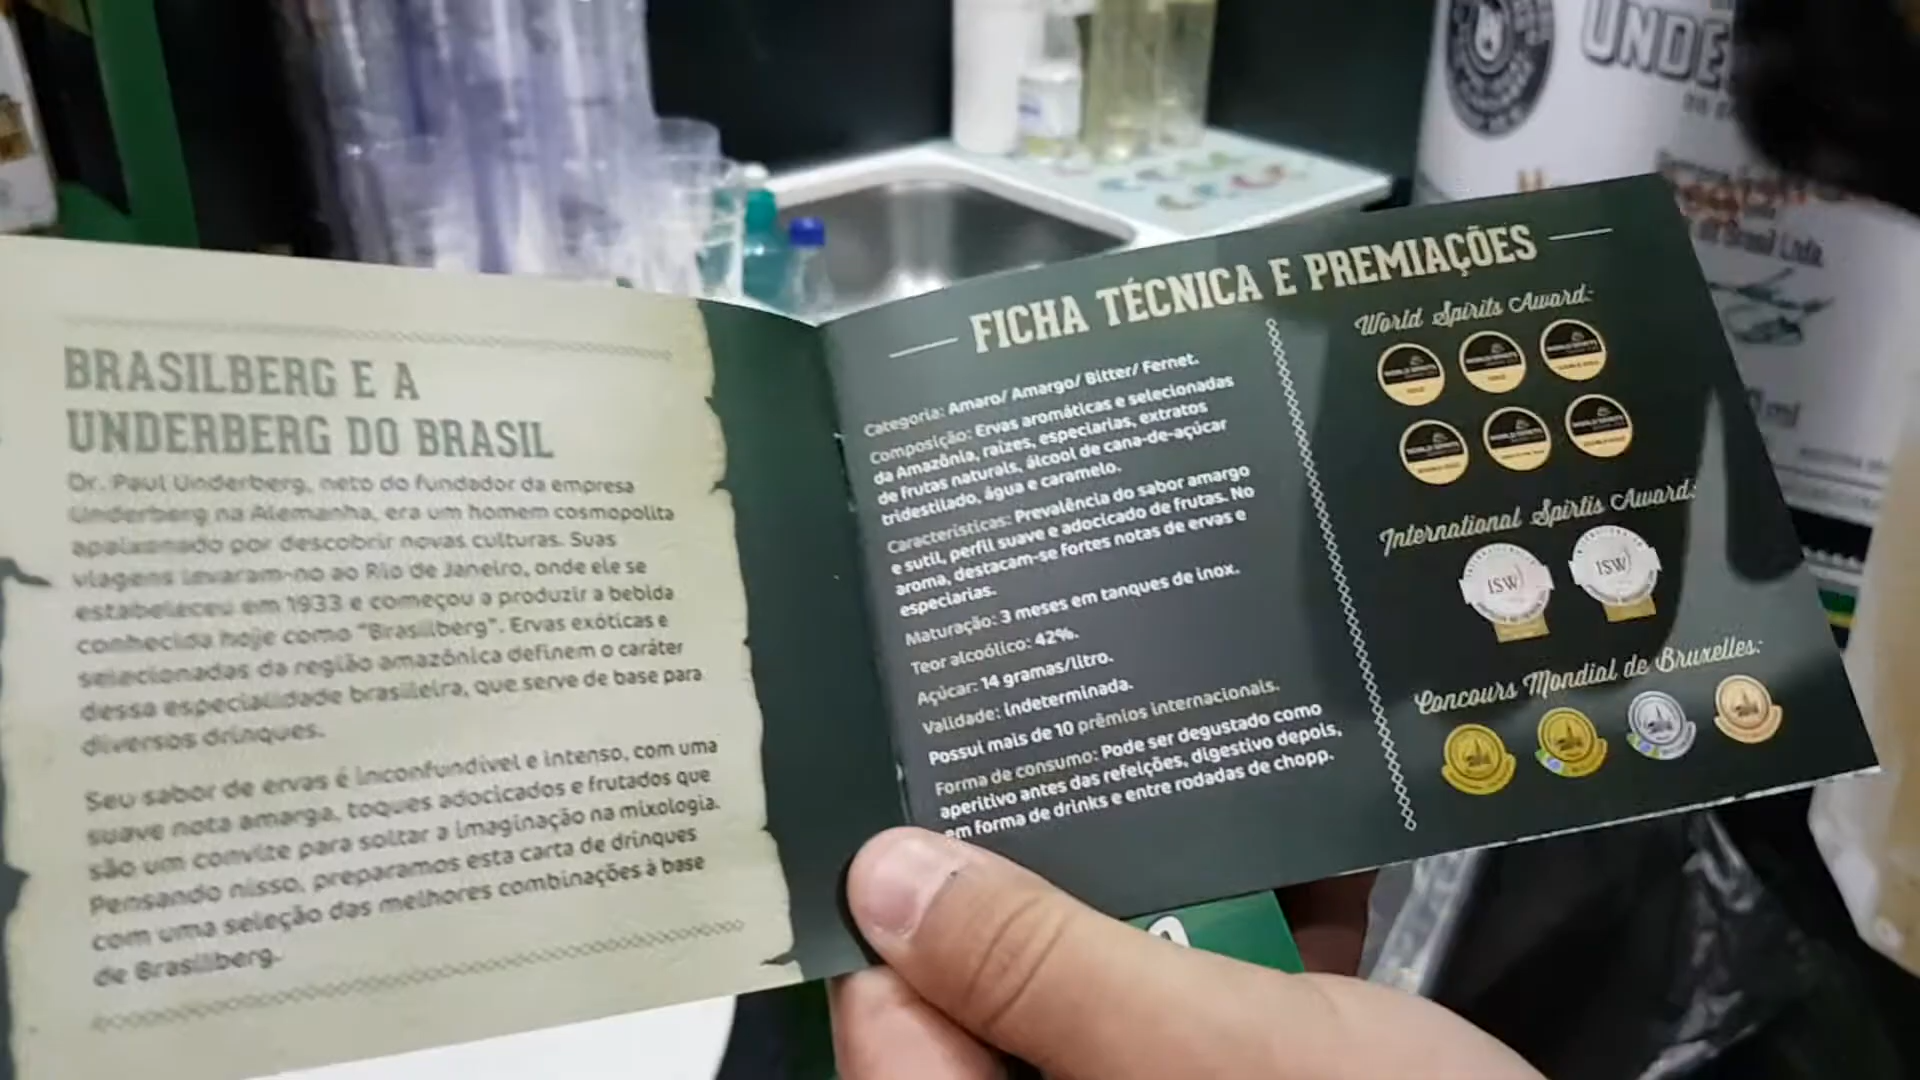 BRASILBERG E A
UNDERBERG DO BRASIL
Dr. Paul Underberg, neto do fundador da empresa
Underberg na Alemanha, era um homem cosmopolita
apaixonado por descobrir novas culturas. Suas
viagens levaram-no ao Rio de Janeiro, onde ele se
estabeleceu em 1933 e começou a produzir a bebida
conhecida hoje como "Brasilberg". Ervas exóticas e
selecionadas da região amazônica definem o caráter
dessa especialidade brasileira, que serve de base para
diversos drinques.
Seu sabor de ervas é inconfundível e intenso, com uma
suave nota amarga, toques adocicados e frutados que
são um convite para soltar a imaginação na mixologia.
Pensando nisso, preparamos esta carta de drinques
com uma seleção das melhores combinações à base
de Brasilberg.
FICHA TÉCNICA E PREMIAÇÕES
Categoria: Amaro/ Amargo/ Bitter/ Fernet.
Composição: Ervas aromáticas e selecionadas
da Amazônia, raízes, especiarias, extratos
de frutas naturais, álcool de cana-de-açúcar
tridestilado, água e caramelo.
Características: Prevalência do sabor amargo
e sutil, perfil suave e adocicado de frutas. No
aroma, destacam-se fortes notas de ervas e
especiarias.
Maturação: 3 meses em tanques de inox.
Teor alcoólico: 42%.
Açúcar: 14 gramas/litro.
Validade: indeterminada.
Possui mais de 10 prêmios internacionais.
Forma de consumo: Pode ser degustado como
aperitivo antes das refeições, digestivo depois,
em forma de drinks e entre rodadas de chopp.
World Spirits Award:
International Spirtis Award:
ISW
ISW
Concours Mondial de Bruxelles:
UNDE
do Brasil Ltda
ml